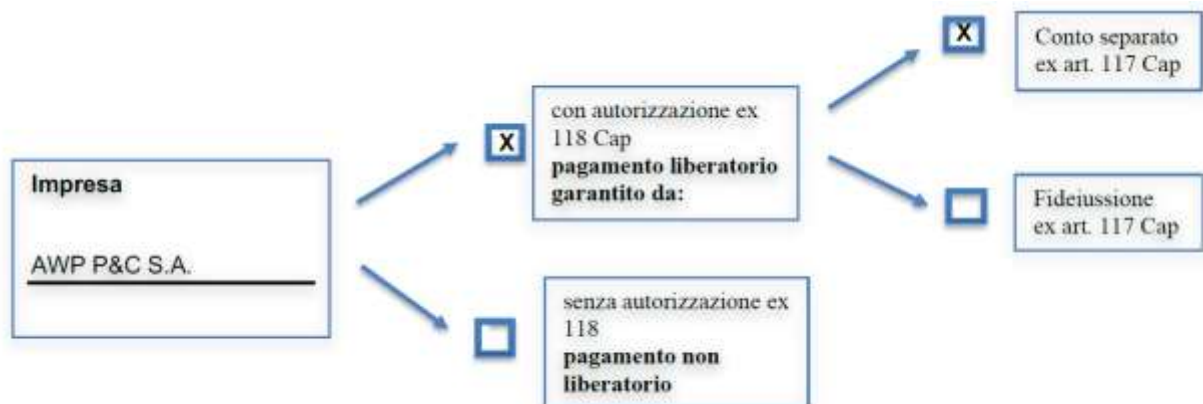 Impresa
AWP P&C S.A.
X
con autorizzazione ex
118 Cap
pagamento liberatorio
garantito da:
X
Conto separato
ex art. 117 Cap
Fideiussione
ex art. 117 Cap
senza autorizzazione ex
118
pagamento non
liberatorio